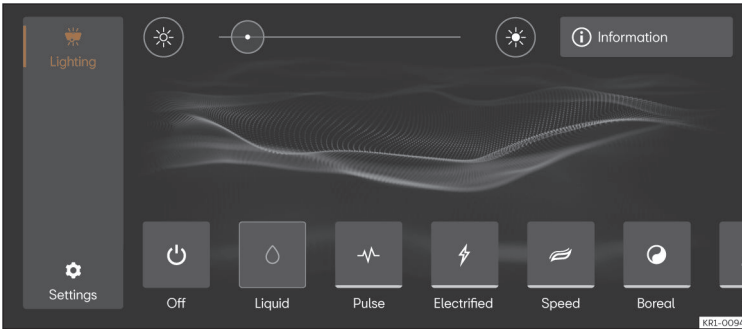 Lighting
Information
Settings
Off
Liquid
Pulse
Electrified
Speed
Boreal
KR1-0094